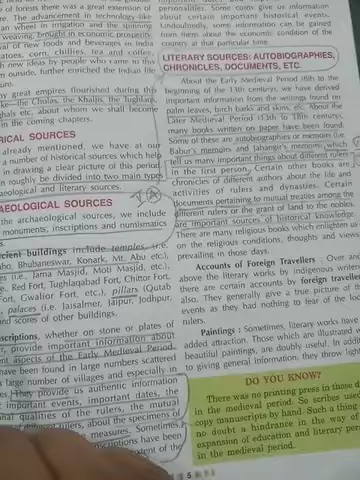 s of forests there was a great extension of
are. The advancement in technology like
an wheel in irrigation and the spinning
weaving, brought in economic prosperity.
val of new foods and beverages in India
atoes, corn, chillies, tea and coffee.
h new ideas by people who came to this
m outside, further enriched the Indian life
ure.
ny great empires flourished during this
like—the Cholas, the Khaljis, the Tughlaqs,
ghals etc. about whom we shall become
in the coming chapters.
RICAL SOURCES
already mentioned, we have at our
a number of historical sources which help
in drawing a clear picture of this period.
n roughly be divided into two main types
aeological and literary sources.
AEOLOGICAL SOURCES
the archaeological sources, we include
monuments, inscriptions and numismatics
s.
ncient buildings include temples (i.e.
aho, Bhubaneswar, Konark, Mt. Abu etc.),
es (i.e. Jama Masjid, Moti Masjid, etc.),
e. Red Fort, Tughlaqabad Fort, Chittor Fort,
Fort, Gwalior Fort, etc.), pillars (Qutab
palaces (i.e. Jaisalmer, Jaipur, Jodhpur,
and scores of other buildings.
scriptions, whether on stone or plates of
r, provide important information about
ent aspects of the Early Medieval Period.
have been found in large numbers scattered
a large number of villages and especially in
es. They provide us authentic information
important events, important dates, the
nal qualities of the rulers, the mutual
of different rulers, about the specimens of
measures. Sometimes,
iptions have been
tent of the
personalities. Some coins give us information
about certain important historical events.
Undoubtedly, some information can be gained
from them about the economic condition of the
country at that particular time.
LITERARY SOURCES: AUTOBIOGRAPHIES,
CHRONICLES, DOCUMENTS, ETC.
About the Early Medieval Period (8th to the
beginning of the 13th century), we have derived
important information from the writings found on
palm leaves, birch barks and skins, etc. About the
Later Medieval Period (13th to 18th century),
many books written on paper have been found.
Some of these are autobiographies or memoirs (i.e.
Babur's memoirs and Jahangir's memoirs, which
tell us many important things about different rulers
in the first person. Certain other books are
chronicles of different authors about the life and
activities of rulers and dynasties. Certain
documents pertaining to mutual treaties among the
different rulers or the grant of land to the nobles,
are important sources of historical knowledge.
There are many religious books which enlighten us
on the religious conditions, thoughts and views
prevailing in those days.
Accounts of Foreign Travellers : Over and
above the literary works by indigenous writers
there are certain accounts by foreign travellers
also. They generally give a true picture of the
events as they had nothing to fear of the local
rulers.
Paintings : Sometimes, literary works have an
added attraction. Those which are illustrated with
beautiful paintings, are doubly useful. In addition
to giving general information, they throw light
DO YOU KNOW?
There was no printing press in those d
in the medieval period. So scribes used
copy manuscripts by hand. Such a thing
no doubt a hindrance in the way of
expansion of education and literary pers
in the medieval period.
5